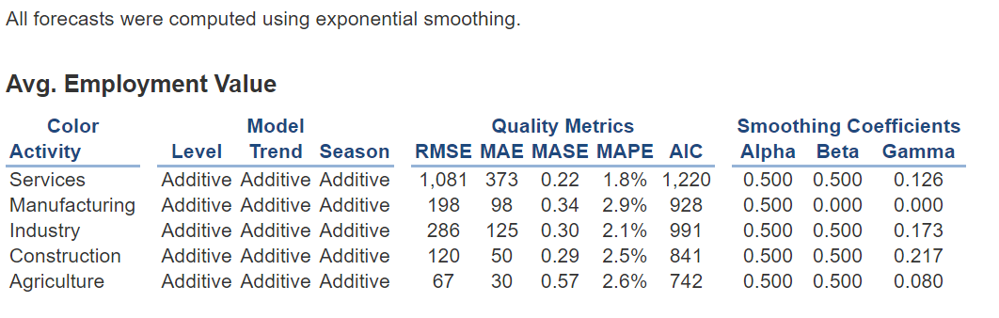 All forecasts were computed using exponential smoothing.
Avg. Employment Value
Color Model Quality Metrics Smoothing Coefficients
Activity Level Trend Season RMSE MAE MASE MAPE AIC Alpha Beta Gamma
Services Additive Additive Additive 1,081 373 0.22 1.8% 1,220 0.500 0.500 0.126
Manufacturing Additive Additive Additive 198 98 0.34 2.9% 928 0.500 0.000 0.000
Industry Additive Additive Additive 286 125 0.30 2.1% 991 0.500 0.500 0.173
Construction Additive Additive Additive 120 50 0.29 2.5% 841 0.500 0.500 0.217
Agriculture Additive Additive Additive 67 30 0.57 2.6% 742 0.500 0.500 0.080